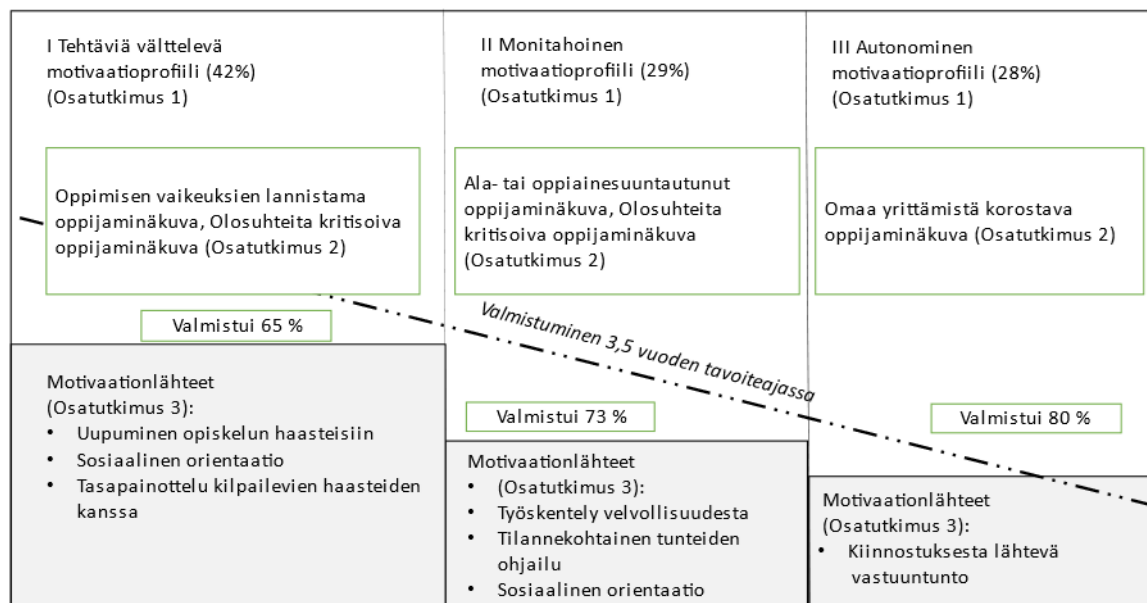 I Tehtäviä välttelevä
motivaatioprofiili (42%)
(Osatutkimus 1)
II Monitahoinen
motivaatioprofiili (29%)
(Osatutkimus 1)
III Autonominen
motivaatioprofiili (28%)
(Osatutkimus 1)
Oppimisen vaikeuksien lannistama
oppijaminäkuva, Olosuhteita kritisoiva
oppijaminäkuva (Osatutkimus 2)
Ala- tai oppiainesuuntautunut
oppijaminäkuva, Olosuhteita
kritisoiva oppijaminäkuva
(Osatutkimus 2)
Omaa yrittämistä korostava
oppijaminäkuva (Osatutkimus 2)
Valmistui 65 %
Valmistuminen 3,5 vuoden tavoiteajassa
Valmistui 73 %
Valmistui 80 %
Motivaationlähteet
(Osatutkimus 3):
• Uupuminen opiskelun haasteisiin
• Sosiaalinen orientaatio
• Tasapainottelu kilpailevien haasteiden
kanssa
Motivaationlähteet
• (Osatutkimus 3):
• Työskentely velvollisuudesta
• Tilannekohtainen tunteiden
ohjailu
• Sosiaalinen orientaatio
Motivaationlähteet
(Osatutkimus 3):
• Kiinnostuksesta lähtevä
vastuuntunto